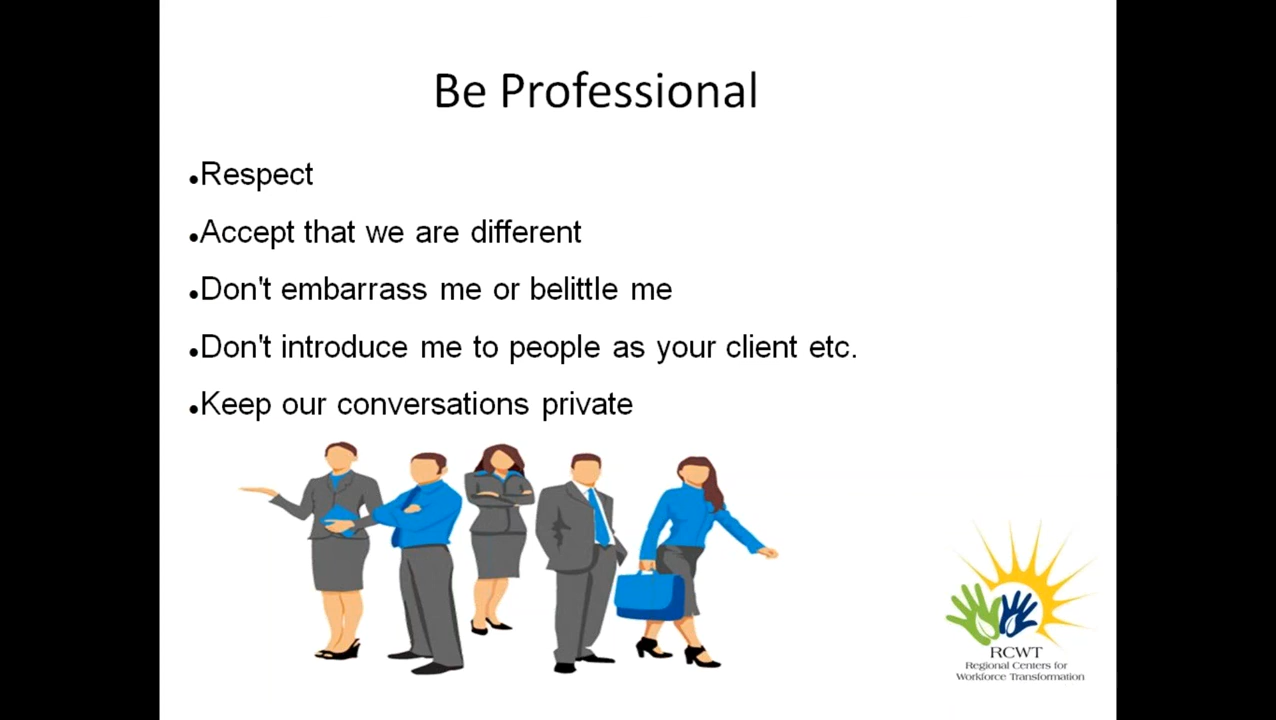 Be Professional
•Respect
•Accept that we are different
•Don't embarrass me or belittle me
•Don't introduce me to people as your client etc.
•Keep our conversations private
RCWT
Regional Centers for
Workforce Transformation